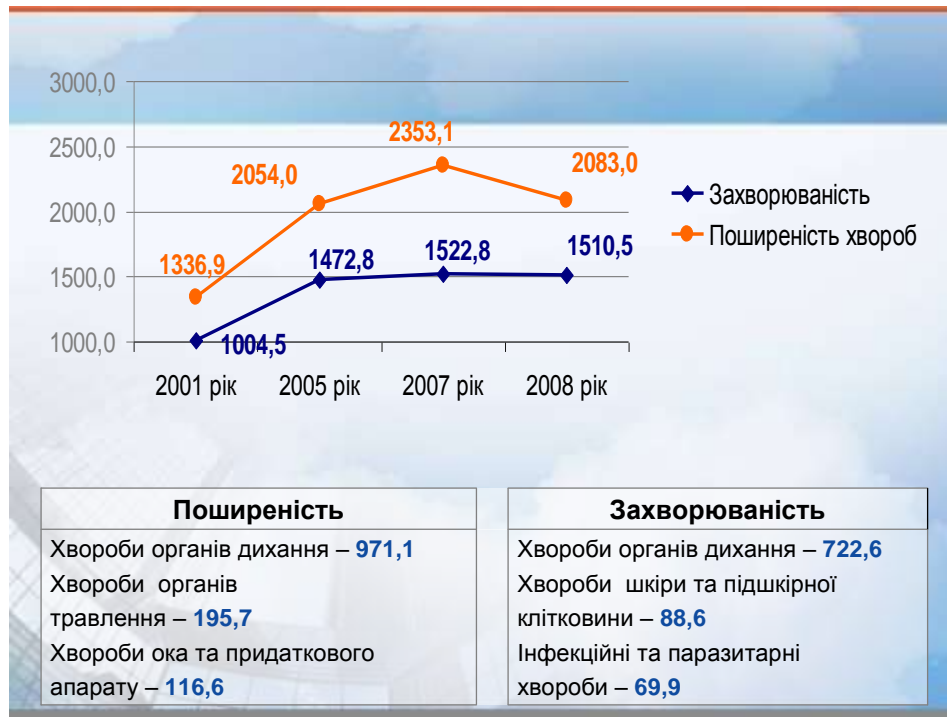 3000,0
2500,0
2000,0
1500,0
1000,0
2353,1
2054,0
2083,0
1336,9
1472,8
1522,8
1510,5
1004,5
2001 рік
2005 рік
2007 рік
2008 рік
Захворюваність
Поширеність хвороб
Поширеність
Хвороби органів дихання – 971,1
Хвороби органів
травлення – 195,7
Хвороби ока та придаткового
апарату – 116,6
Захворюваність
Хвороби органів дихання – 722,6
Хвороби шкіри та підшкірної
клітковини – 88,6
Інфекційні та паразитарні
хвороби – 69,9